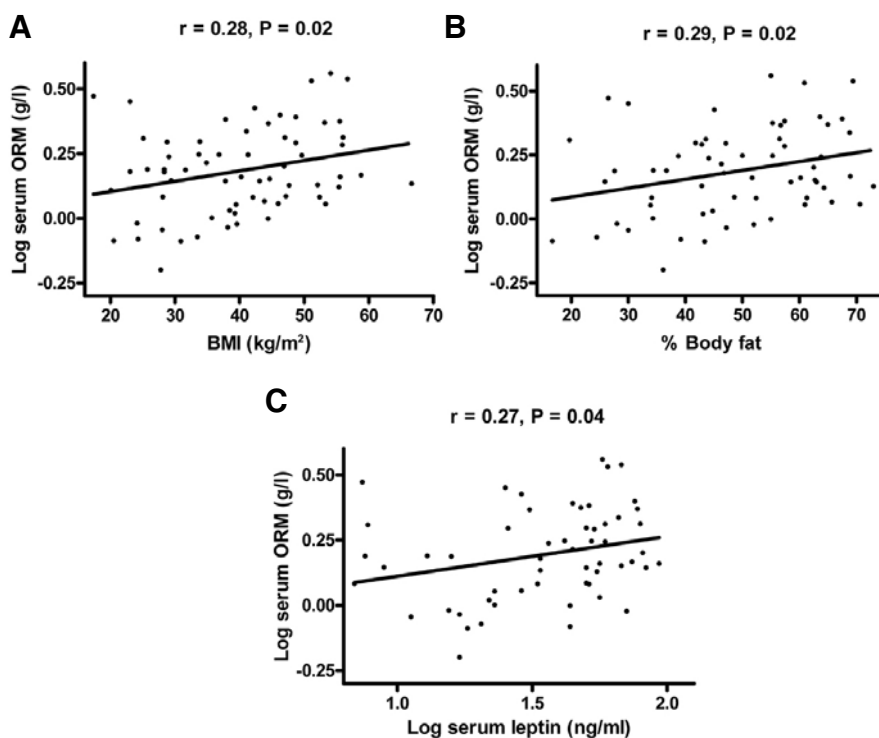 A
r = 0.28, P = 0.02
Log serum ORM (g/l)
0.50
0.25
0.00
-0.25
20 30 40 50 60 70
BMI (kg/m²)
B
r = 0.29, P = 0.02
Log serum ORM (g/l)
0.50
0.25
0.00
-0.25
20 30 40 50 60 70
% Body fat
C
r = 0.27, P = 0.04
Log serum ORM (g/l)
0.50
0.25
0.00
-0.25
1.0 1.5 2.0
Log serum leptin (ng/ml)